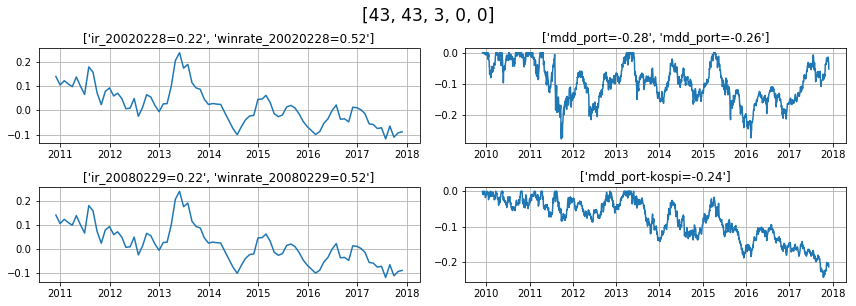 [43, 43, 3, 0, 0]
['ir_20020228=0.22', 'winrate_20020228=0.52']
0.2
0.1
0.0
−0.1
2011 2012 2013 2014 2015 2016 2017 2018
['mdd_port=-0.28', 'mdd_port=-0.26']
0.0
−0.1
−0.2
2010 2011 2012 2013 2014 2015 2016 2017 2018
['ir_20080229=0.22', 'winrate_20080229=0.52']
0.2
0.1
0.0
−0.1
2011 2012 2013 2014 2015 2016 2017 2018
['mdd_port-kospi=-0.24']
0.0
−0.1
−0.2
2010 2011 2012 2013 2014 2015 2016 2017 2018